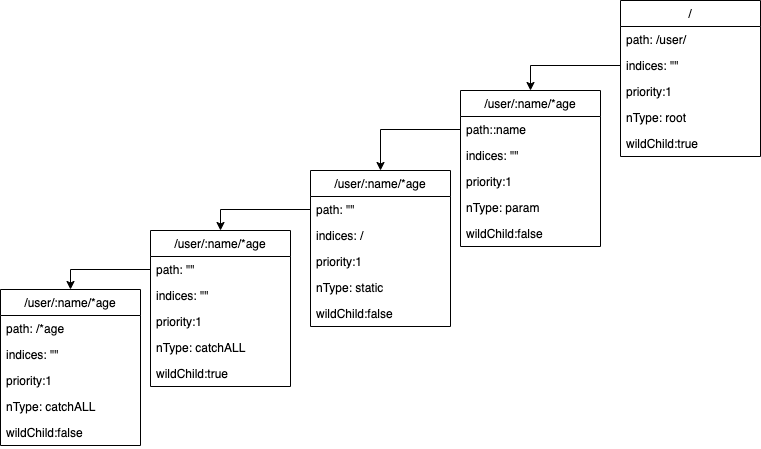 /
path: /user/
indices: ""
priority:1
nType: root
wildChild:true
/user/:name/*age
path::name
indices: ""
priority:1
nType: param
wildChild:false
/user/:name/*age
path: ""
indices: /
priority:1
nType: static
wildChild:false
/user/:name/*age
path: ""
indices: ""
priority:1
nType: catchALL
wildChild:true
/user/:name/*age
path: /*age
indices: ""
priority:1
nType: catchALL
wildChild:false